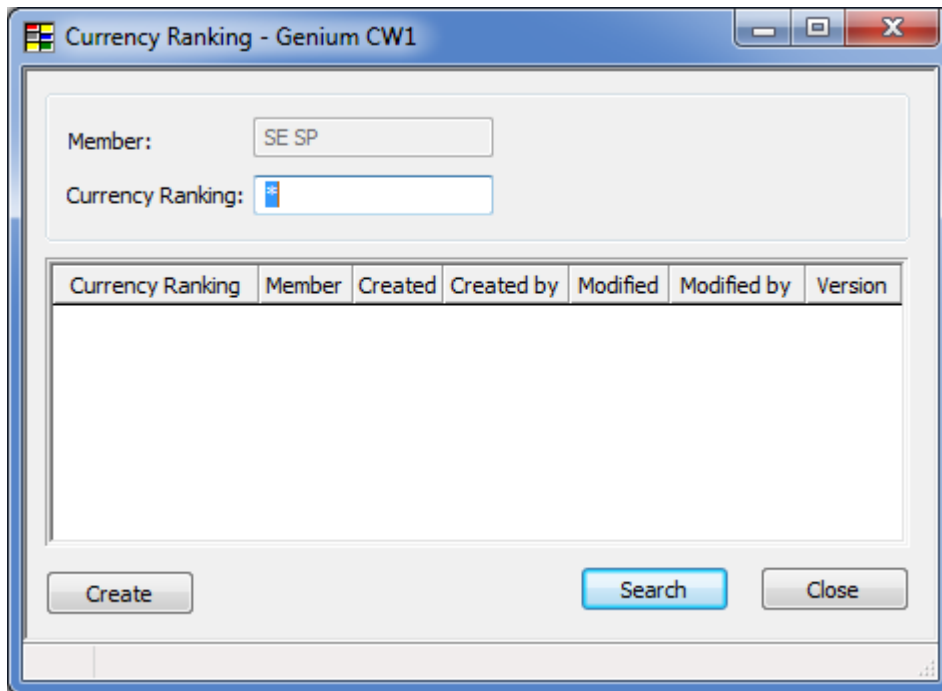 Currency Ranking - Genium CW1
Member: SE SP
Currency Ranking: *
Currency Ranking Member Created Created by Modified Modified by Version
Create Search Close